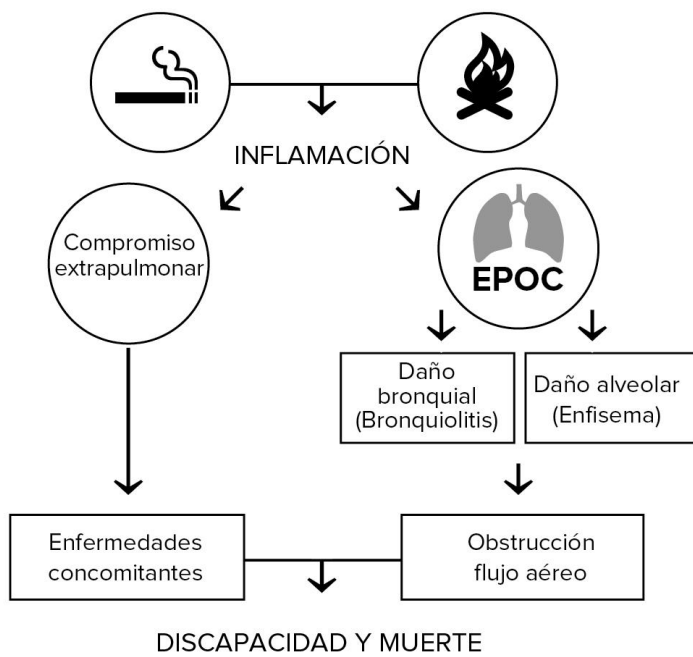 INFLAMACIÓN
Compromiso
extrapulmonar
EPOC
Daño
bronquial
(Bronquiolitis)
Daño alveolar
(Enfisema)
Enfermedades
concomitantes
Obstrucción
flujo aéreo
DISCAPACIDAD Y MUERTE